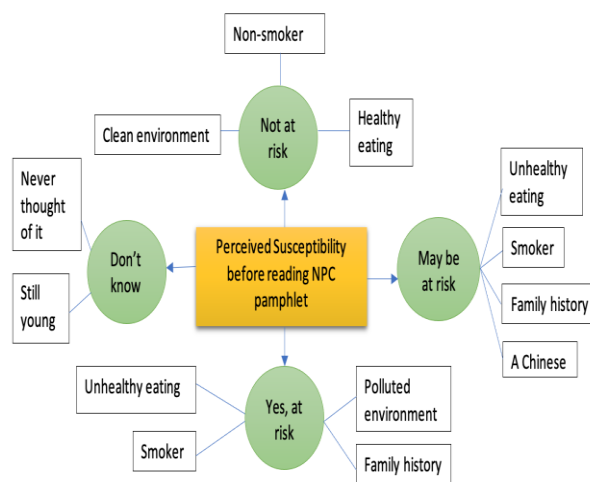 Non-smoker
Clean environment
Not at
risk
Healthy
eating
Never
thought
of it
Still
young
Don't
know
Perceived Susceptibility
before reading NPC
pamphlet
May be
at risk
Unhealthy
eating
Smoker
Family history
A Chinese
Unhealthy eating
Smoker
Yes, at
risk
Polluted
environment
Family history